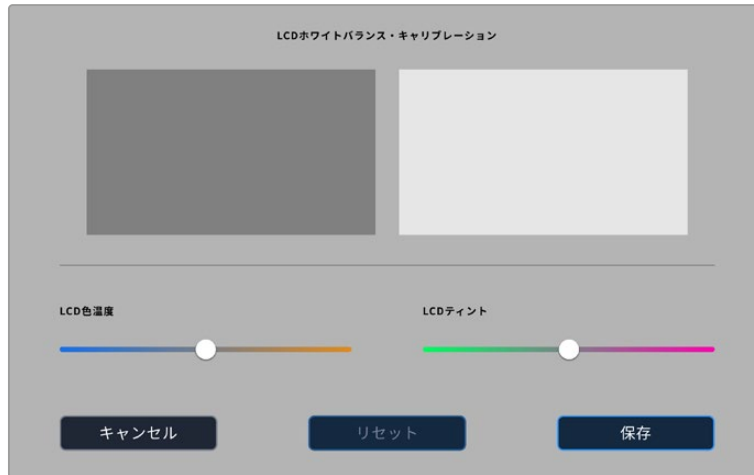 LCDホワイトバランス・キャリブレーション
LCD色温度
LCDティント
キャンセル
リセット
保存